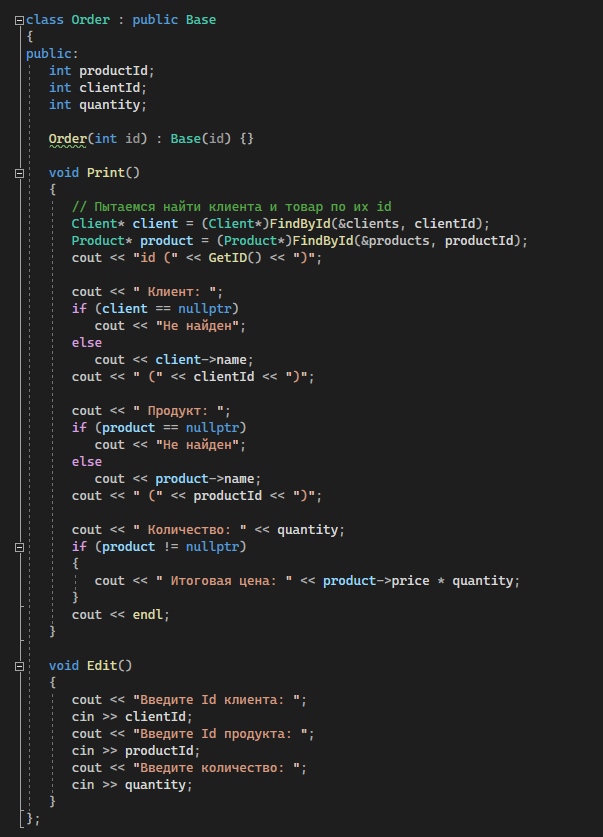 class Order : public Base
{
public:
int productId;
int clientId;
int quantity;
Order(int id) : Base(id) {}
void Print()
{
// Пытаемся найти клиента и товар по их id
Client* client = (Client*)FindById(&clients, clientId);
Product* product = (Product*)FindById(&products, productId);
cout << "id (" << GetID() << ")";
cout << " Клиент: ";
if (client == nullptr)
cout << "Не найден";
else
cout << client->name;
cout << " (" << clientId << ")";
cout << " Продукт: ";
if (product == nullptr)
cout << "Не найден";
else
cout << product->name;
cout << " (" << productId << ")";
cout << " Количество: " << quantity;
if (product != nullptr)
{
cout << " Итоговая цена: " << product->price * quantity;
}
cout << endl;
}
void Edit()
{
cout << "Введите Id клиента: ";
cin >> clientId;
cout << "Введите Id продукта: ";
cin >> productId;
cout << "Введите количество: ";
cin >> quantity;
}
};